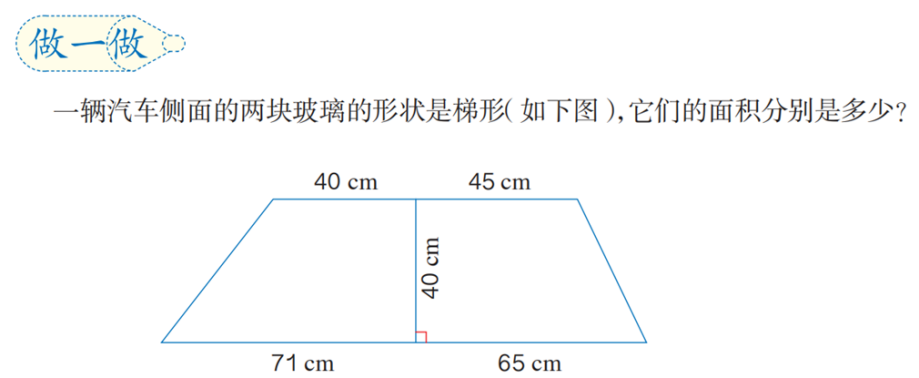 做一做
一辆汽车侧面的两块玻璃的形状是梯形(如下图),它们的面积分别是多少?
40 cm 45 cm
40 cm
71 cm 65 cm